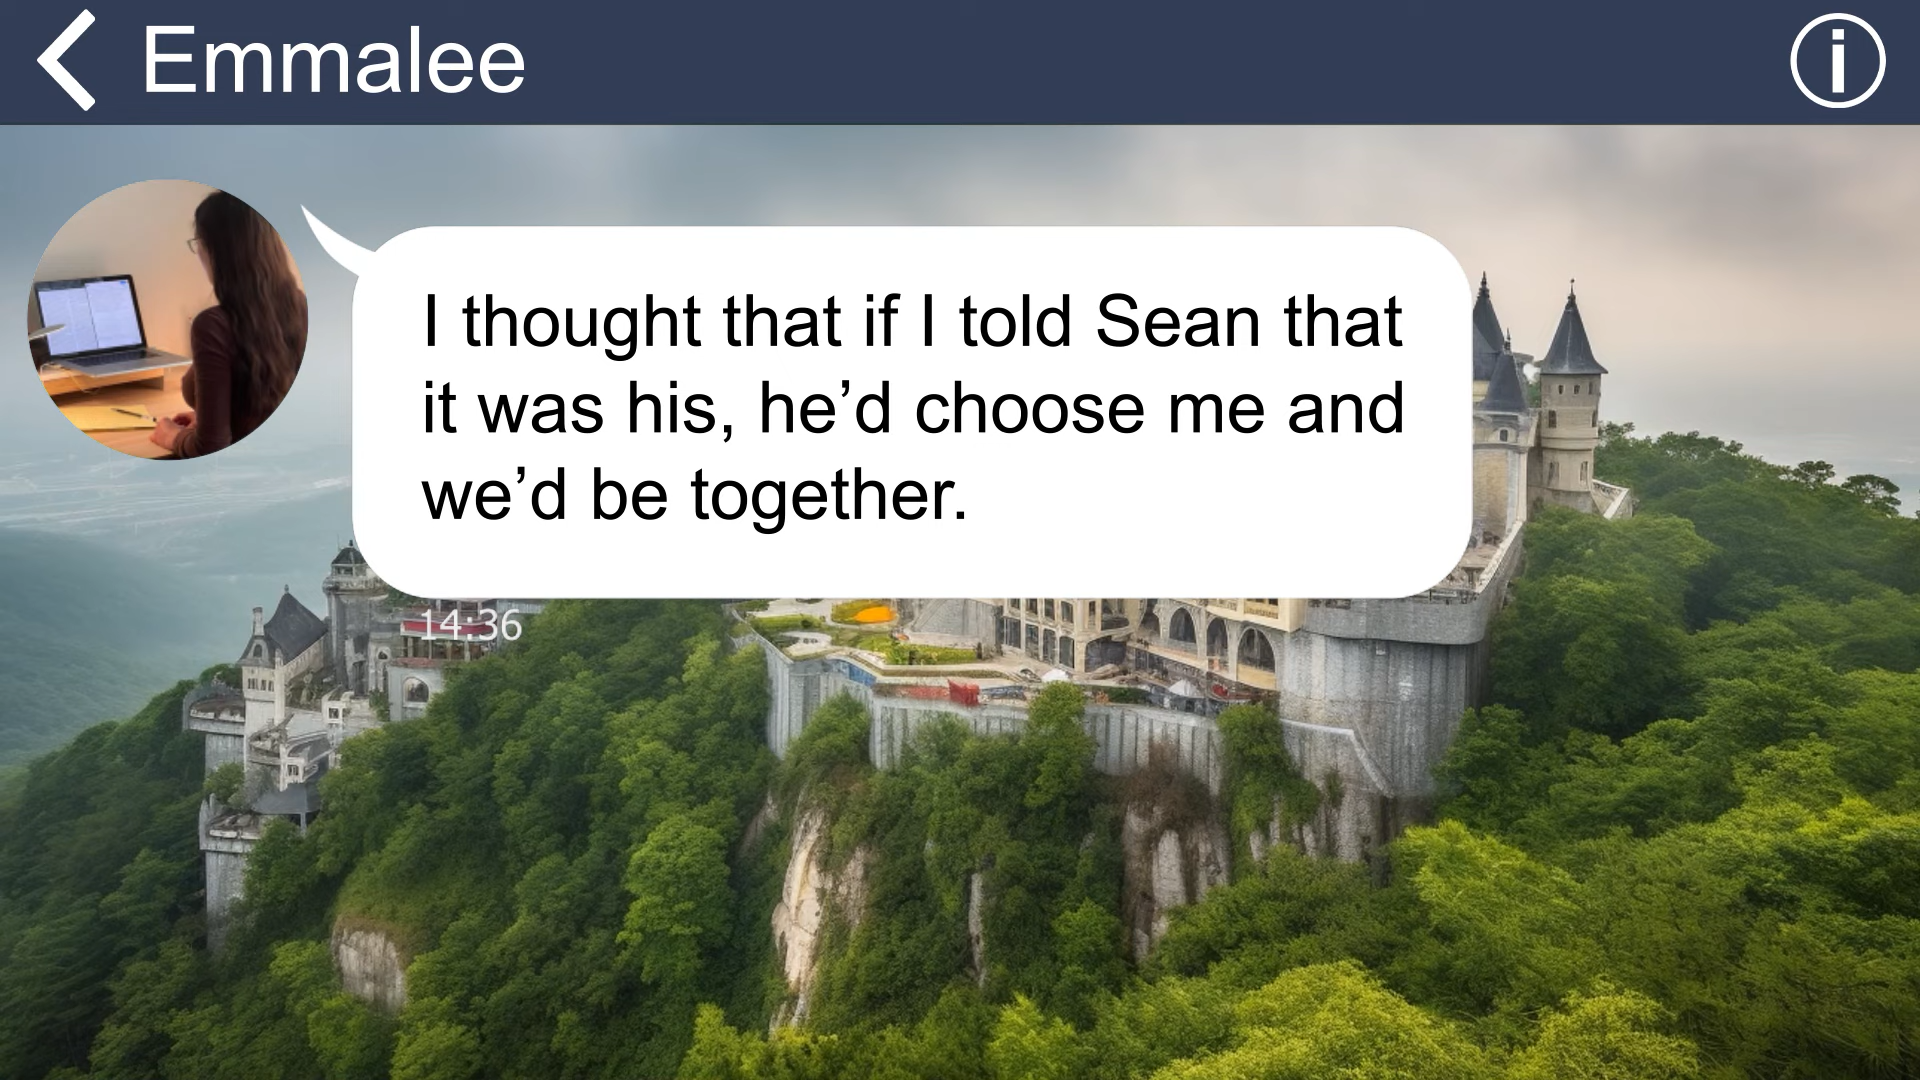 Emmalee
I thought that if I told Sean that
it was his, he’d choose me and
we’d be together.
14:36